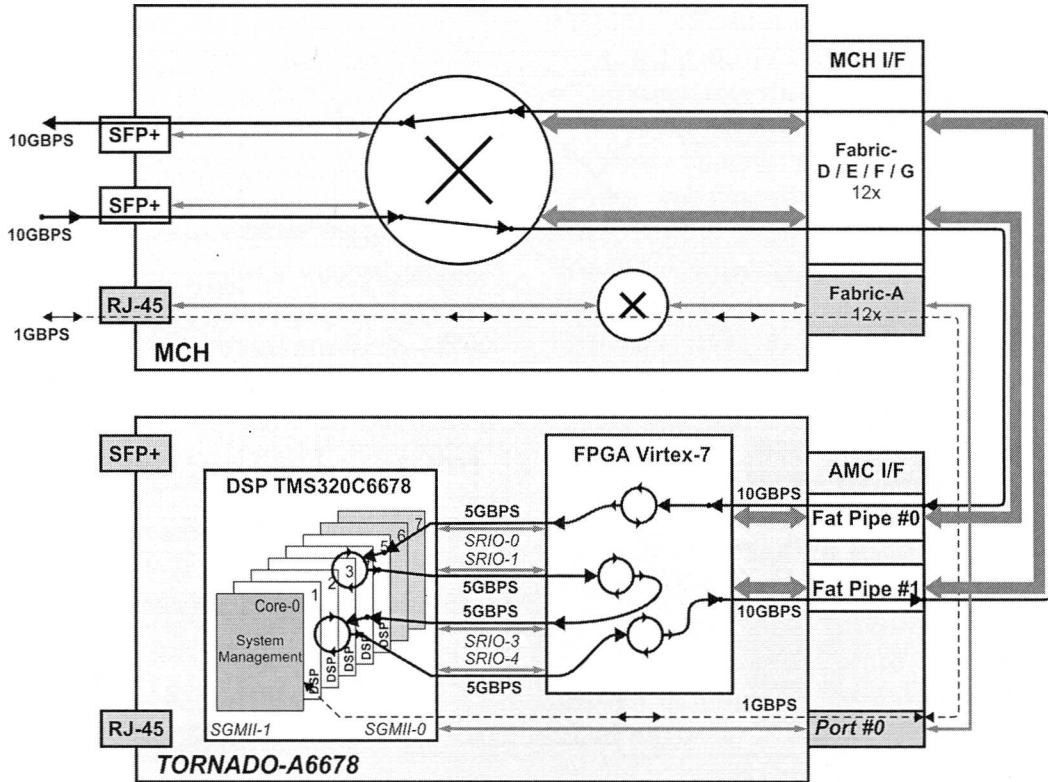 MCH I/F
10GBPS
SFP+
Fabric-
D / E / F / G
12x
SFP+
10GBPS
RJ-45
Fabric-A
12x
1GBPS
MCH
SFP+
FPGA Virtex-7
AMC I/F
DSP TMS320C6678
10GBPS
5GBPS
Fat Pipe #0
SRIO-0
SRIO-1
5GBPS
7
6
5
3
2
1
Core-0
System
Management
DSP
DSP
DSP
DSP
DSP
5GBPS
Fat Pipe #1
10GBPS
SRIO-3
SRIO-4
5GBPS
1GBPS
RJ-45
SGMII-1
SGMII-0
Port #0
TORNADO-A6678